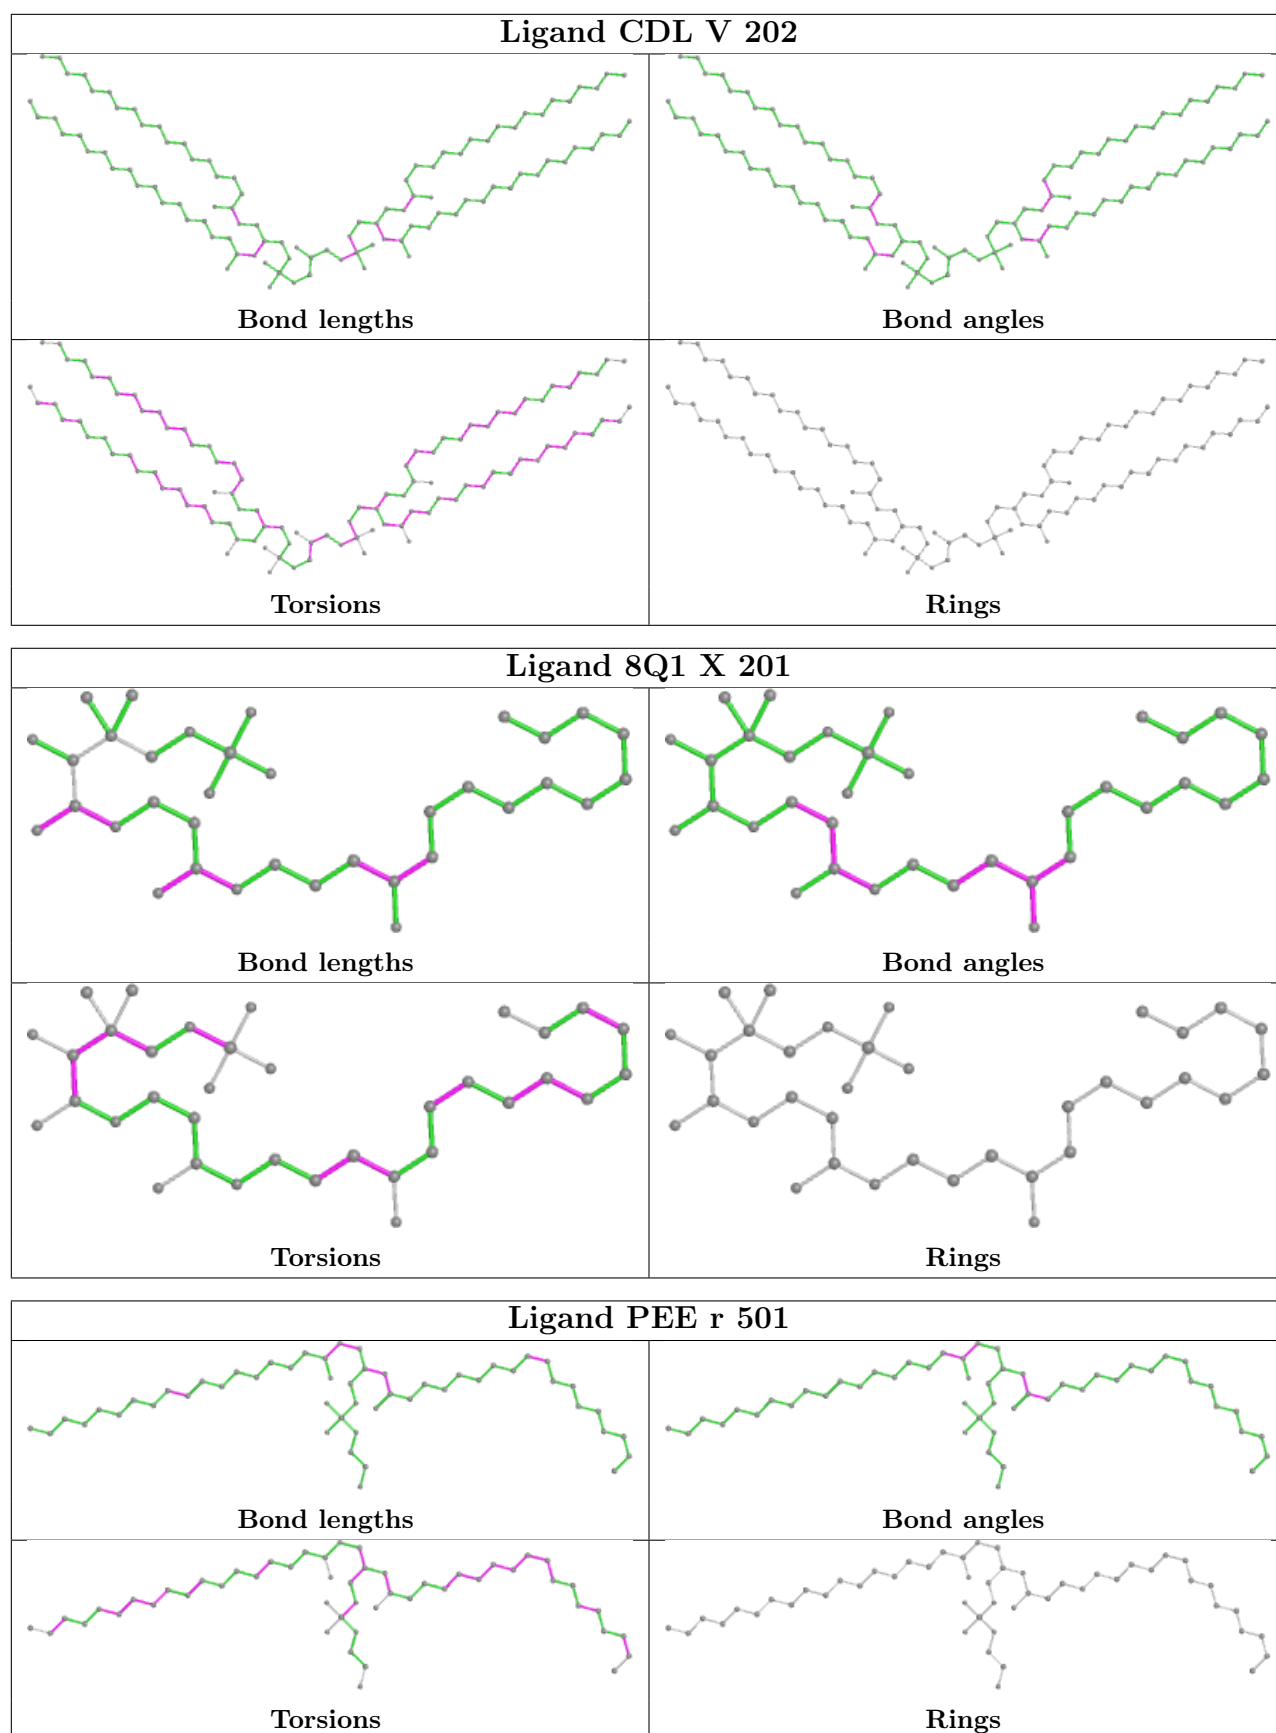 Ligand CDL V 202
Bond lengths
Bond angles
Torsions
Rings
Ligand 8Q1 X 201
Bond lengths
Bond angles
Torsions
Rings
Ligand PEE r 501
Bond lengths
Bond angles
Torsions
Rings